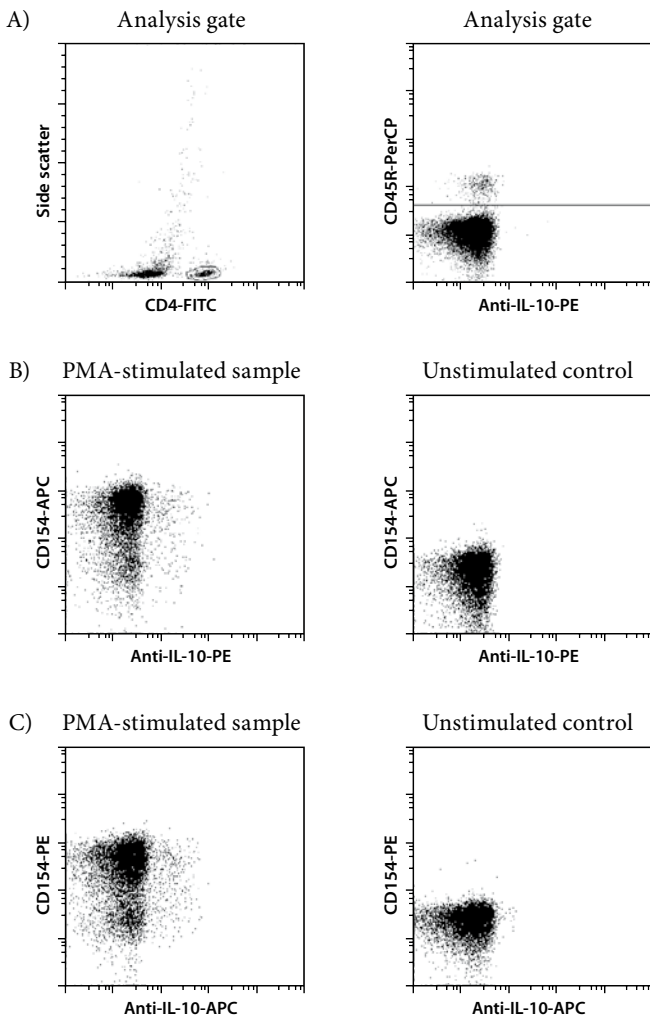 A)
Analysis gate
Analysis gate
Side scatter
CD45R-PerCP
CD4-FITC
Anti-IL-10-PE
B)
PMA-stimulated sample
Unstimulated control
CD154-APC
CD154-APC
Anti-IL-10-PE
Anti-IL-10-PE
C)
PMA-stimulated sample
Unstimulated control
CD154-PE
CD154-PE
Anti-IL-10-APC
Anti-IL-10-APC